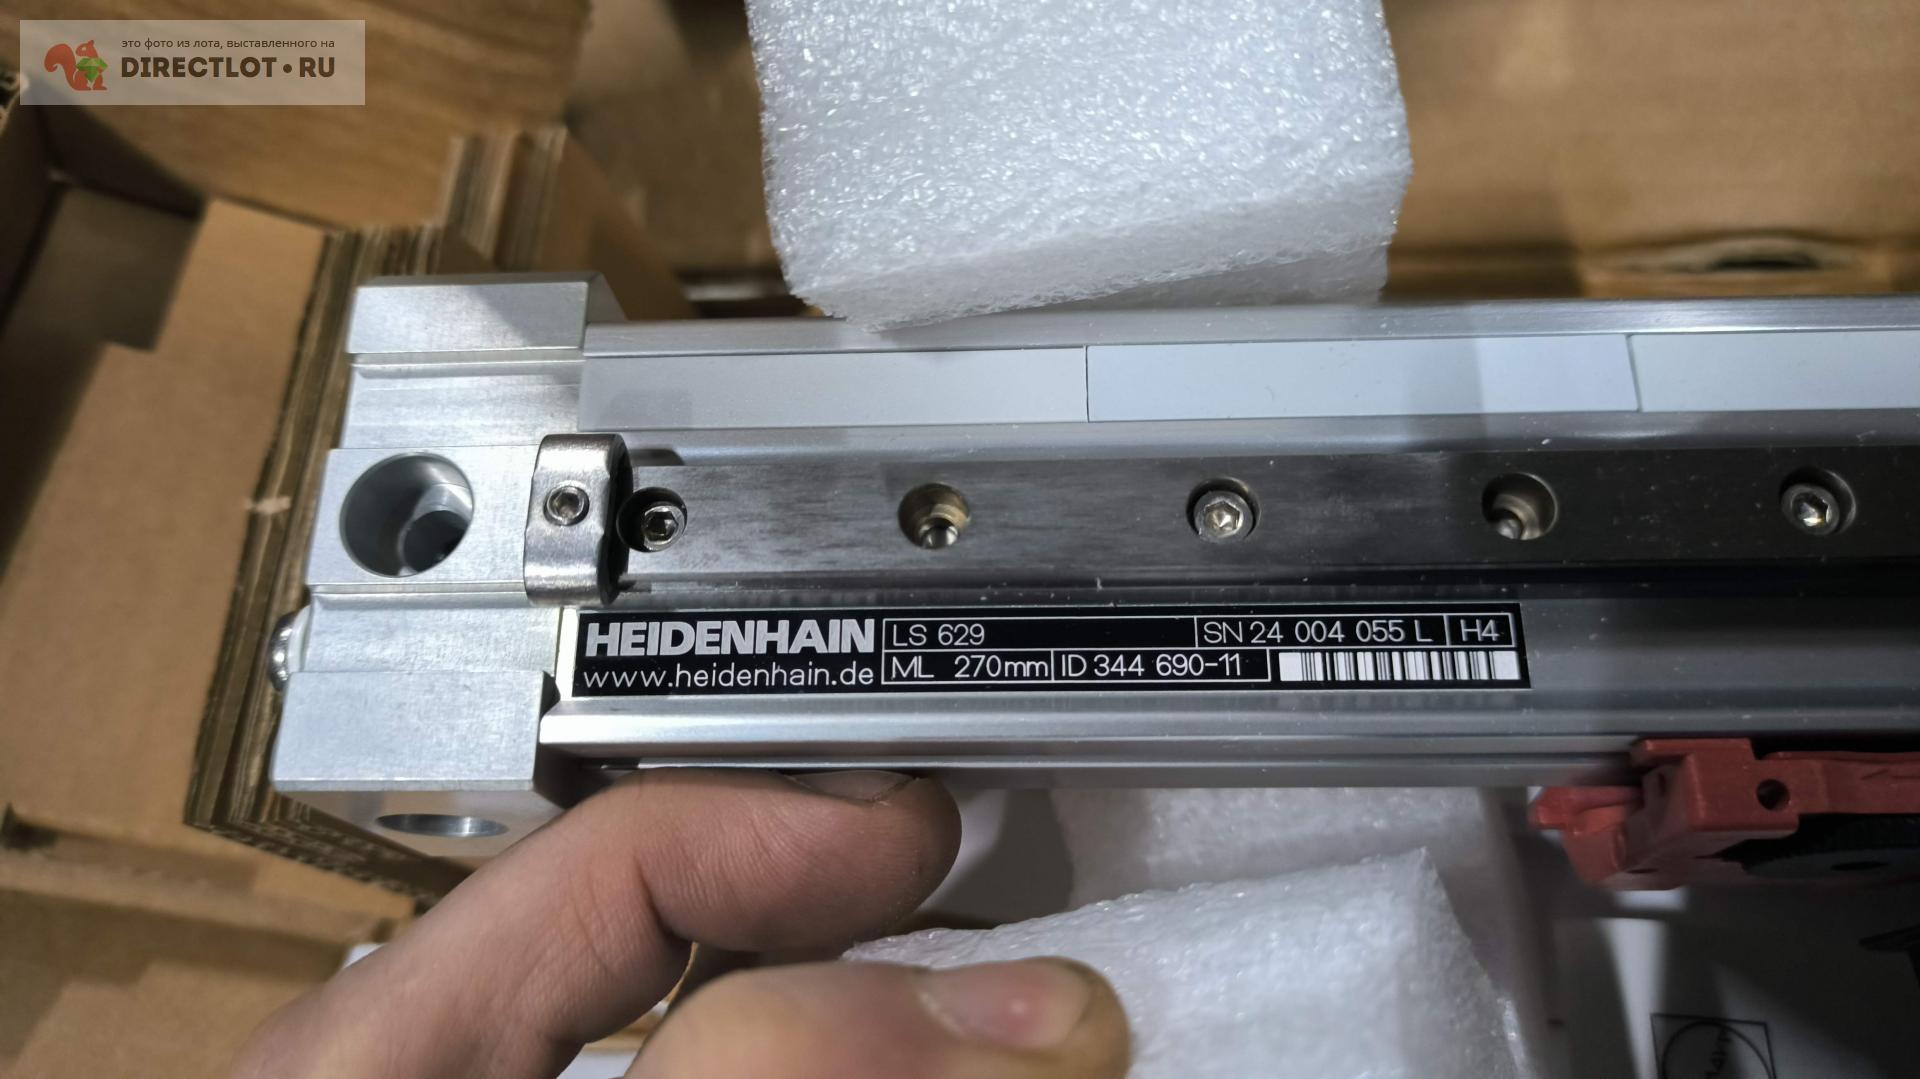 это фото из лота, выставленного на
DIRECTLOT•RU
HEIDENHAIN
www.heidenhain.de
LS 629
SN 24 004 055 L
H4
ML 270mm
ID 344 690-11